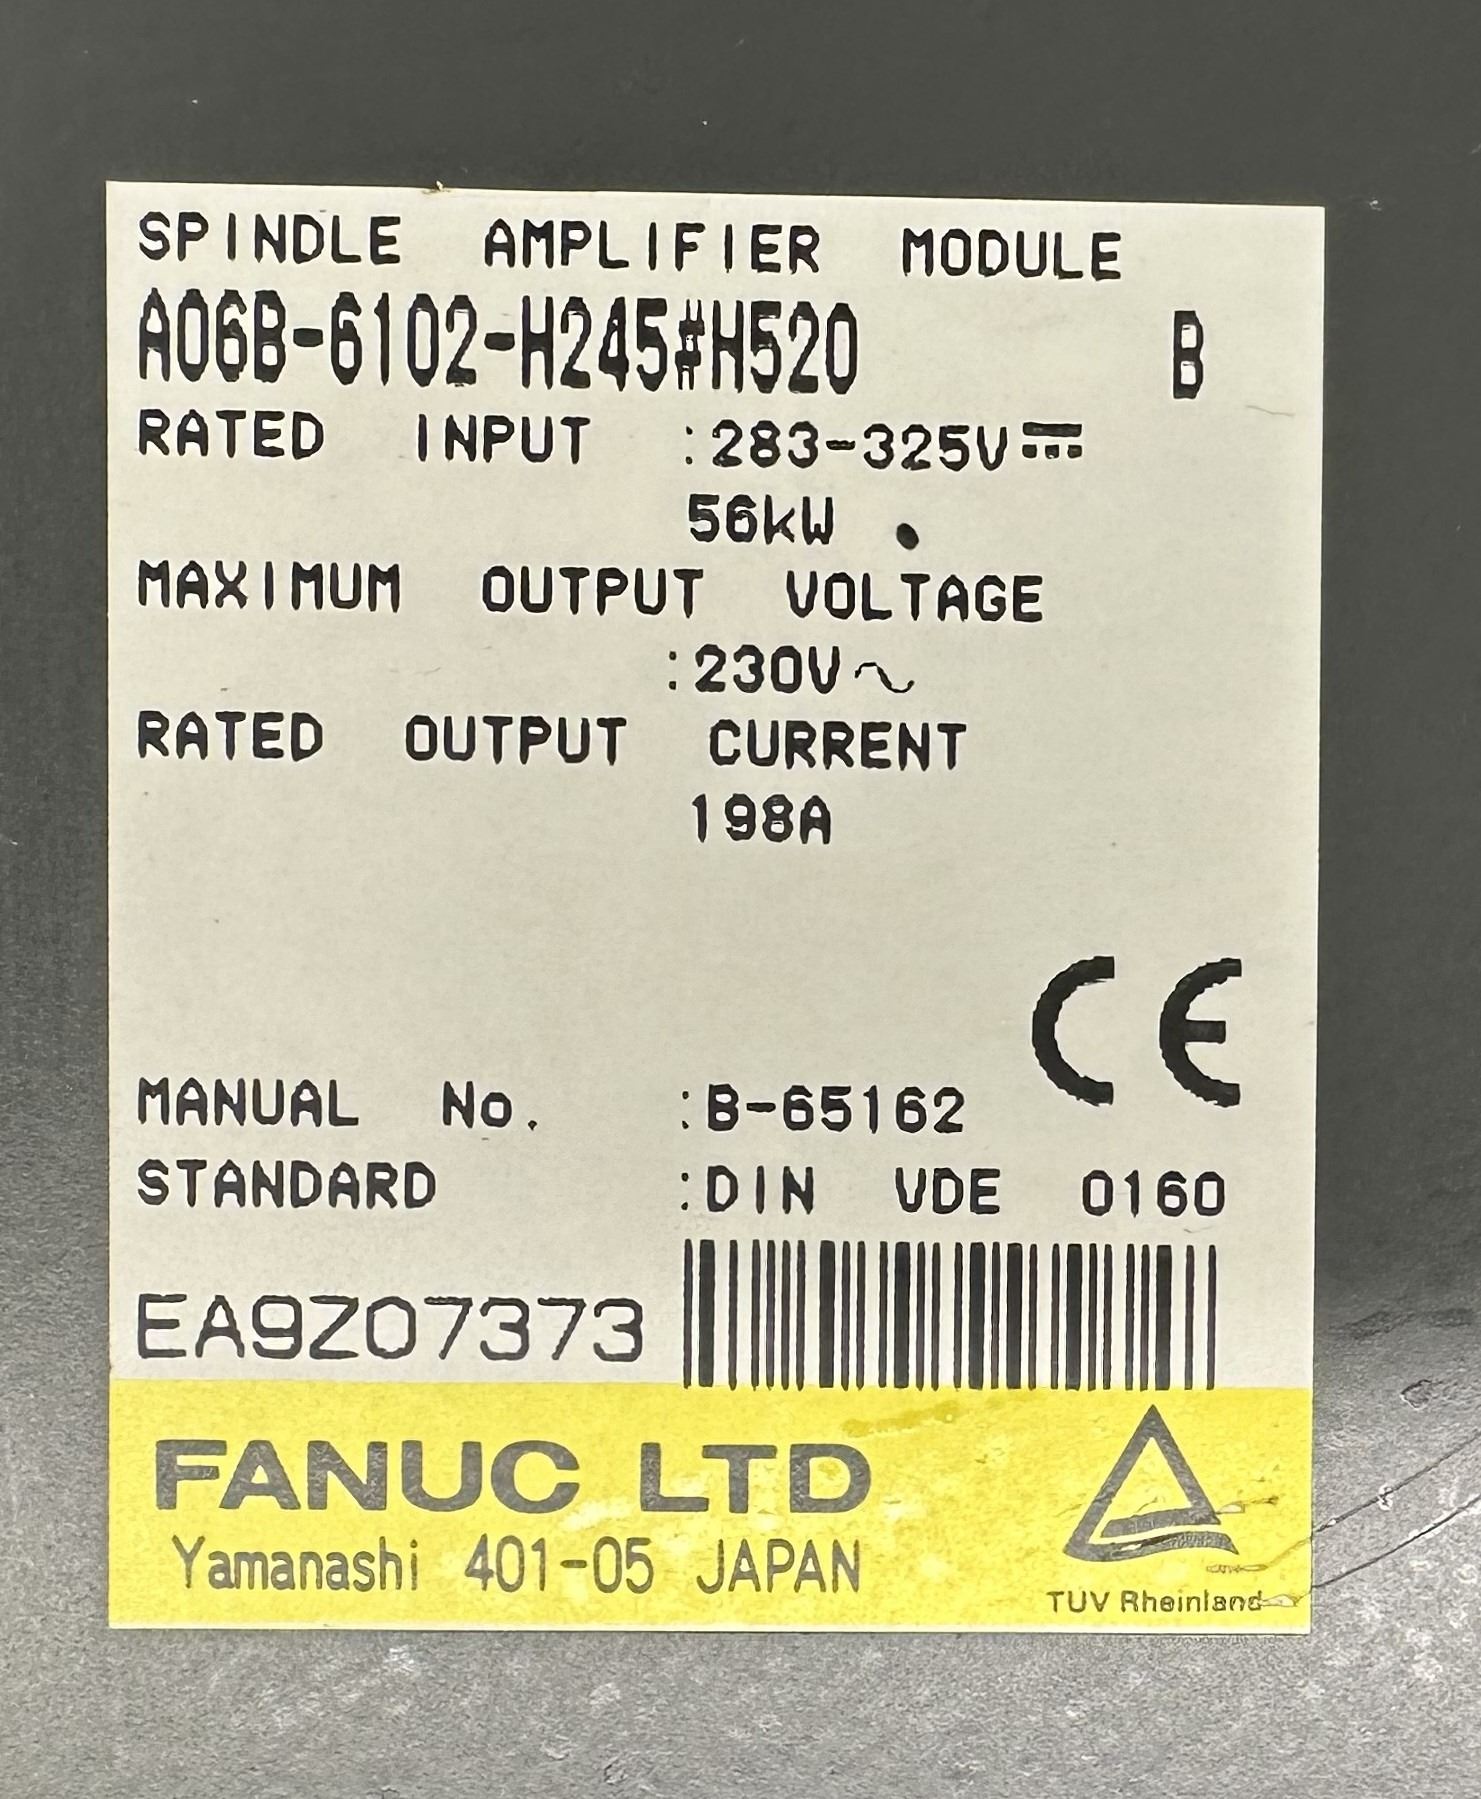 SPINDLE AMPLIFIER MODULE
A06B-6102-H245#H520 B
RATED INPUT :283-325V⎓
56kW
MAXIMUM OUTPUT VOLTAGE
:230V～
RATED OUTPUT CURRENT
198A
CE
MANUAL No. :B-65162
STANDARD :DIN VDE 0160
EA9Z07373
FANUC LTD
Yamanashi 401-05 JAPAN
TUV Rheinland